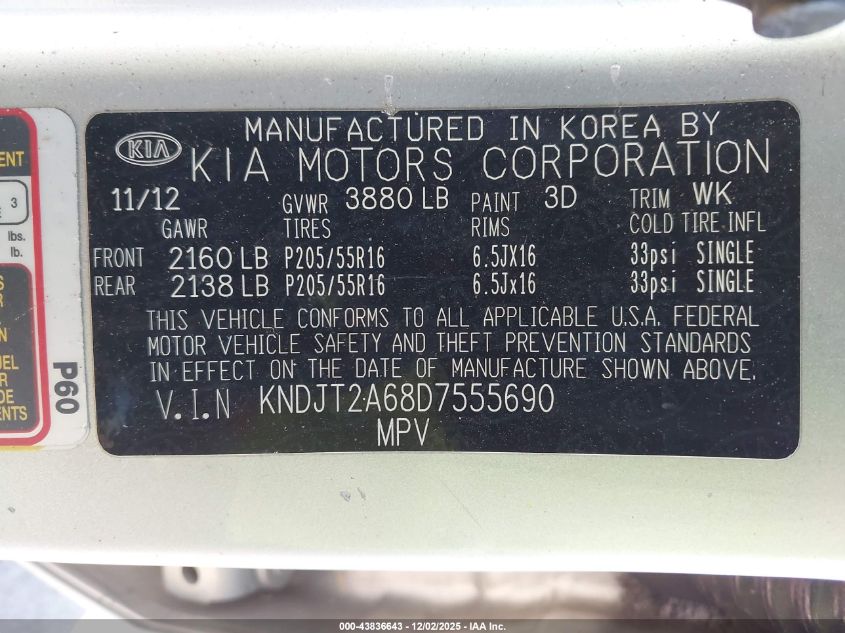 MANUFACTURED IN KOREA BY
KIA
KIA MOTORS CORPORATION
11/12 GVWR 3880 LB PAINT 3D TRIM WK
GAWR TIRES RIMS COLD TIRE INFL
FRONT 2160 LB P205/55R16 6.5JX16 33psi SINGLE
REAR 2138 LB P205/55R16 6.5Jx16 33psi SINGLE
THIS VEHICLE CONFORMS TO ALL APPLICABLE U.S.A. FEDERAL
MOTOR VEHICLE SAFETY AND THEFT PREVENTION STANDARDS
IN EFFECT ON THE DATE OF MANUFACTURE SHOWN ABOVE.
V.I.N KNDJT2A68D7555690
MPV
3
lbs.
lb.
P60
000-43836643 - 12/02/2025 - IAA Inc.